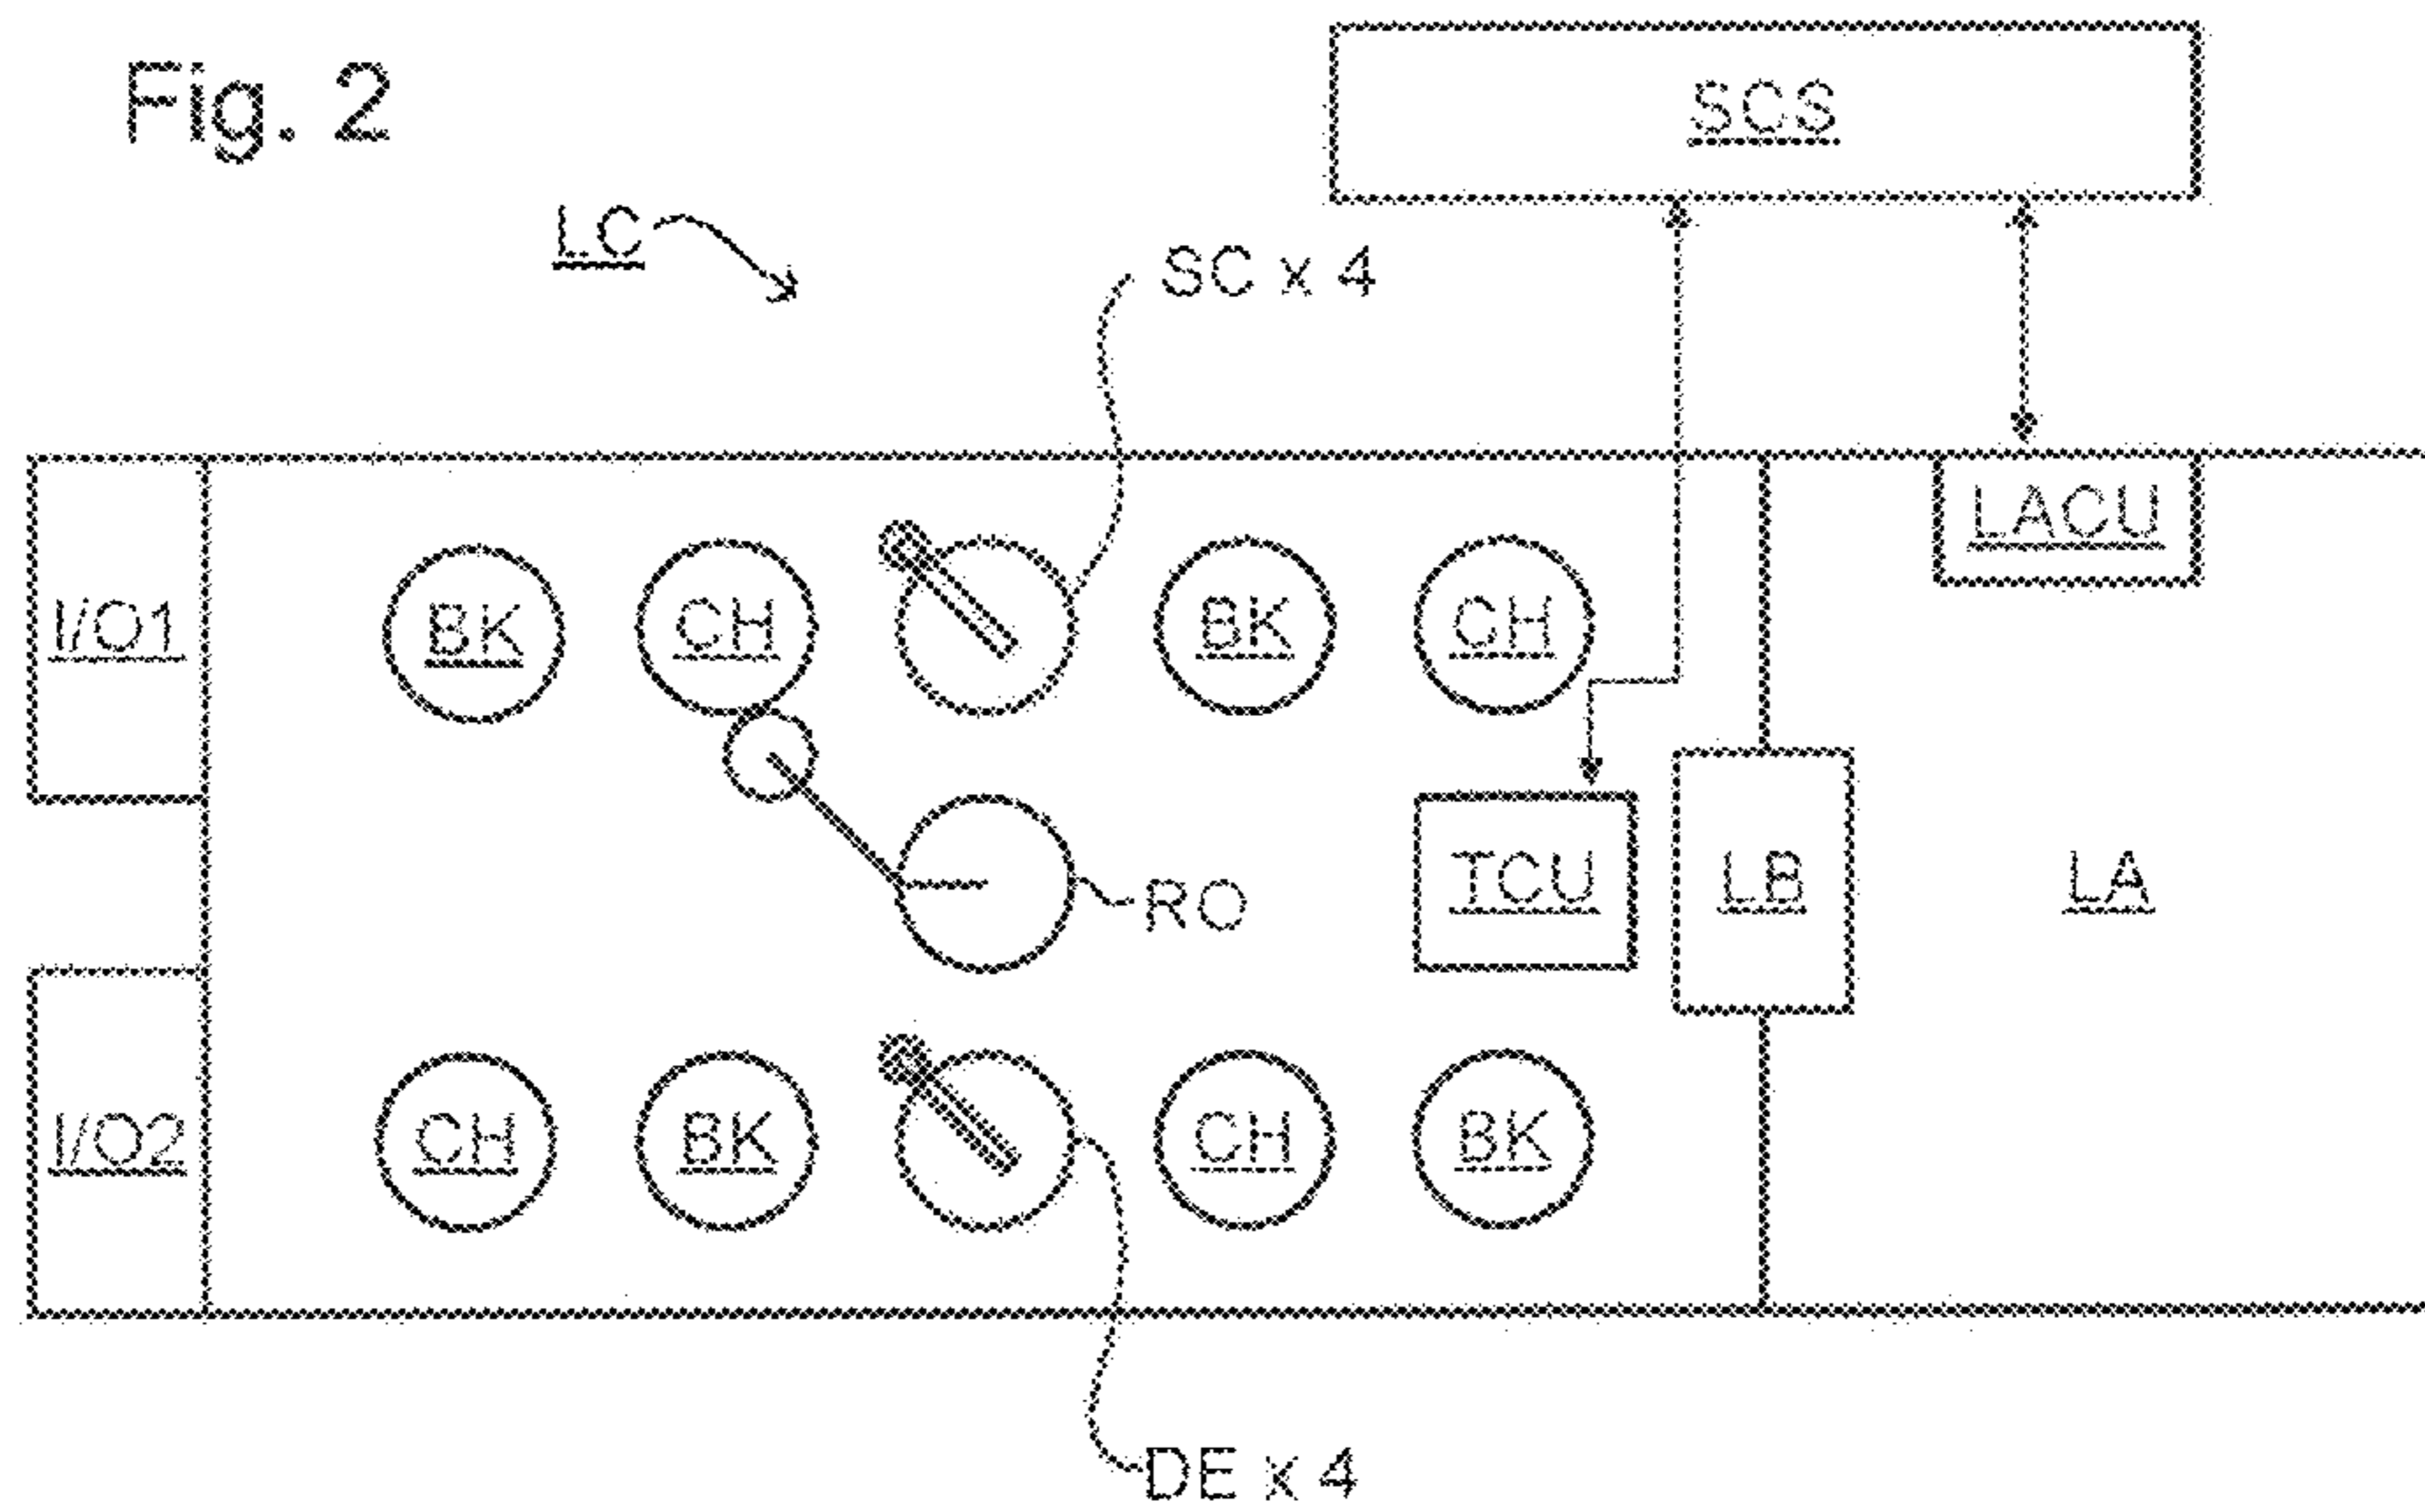 Fig. 2
SCS
LC
SC x 4
LACU
I/O1
BK
CH
BK
CH
RO
TCU
LB
LA
I/O2
CH
BK
CH
BK
DE x 4